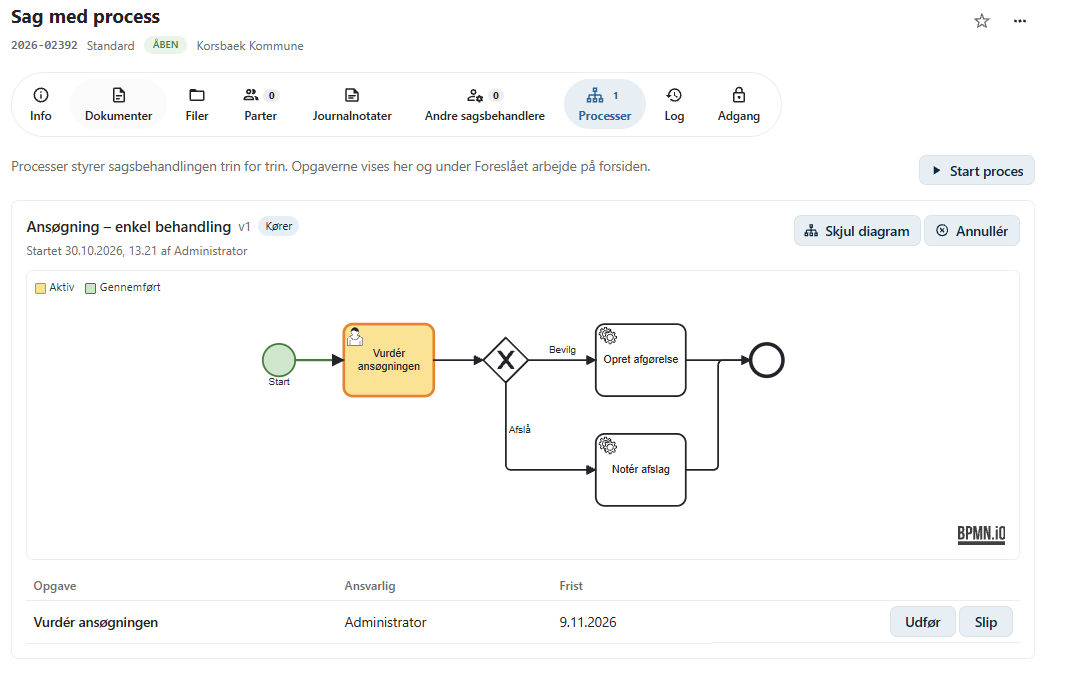 Sag med process
2026-02392 Standard ÅBEN Korsbaek Kommune
0 0 1
Info Dokumenter Filer Parter Journalnotater Andre sagsbehandlere Processer Log Adgang
Processer styrer sagsbehandlingen trin for trin. Opgaverne vises her og under Foreslået arbejde på forsiden.
Start proces
Ansøgning – enkel behandling v1 Kører
Skjul diagram Annullér
Startet 30.10.2026, 13.21 af Administrator
Aktiv Gennemført
Start
Vurdér
ansøgningen
Bevilg
Opret afgørelse
Afslå
Notér afslag
BPMN.iO
Opgave Ansvarlig Frist
Vurdér ansøgningen Administrator 9.11.2026 Udfør Slip